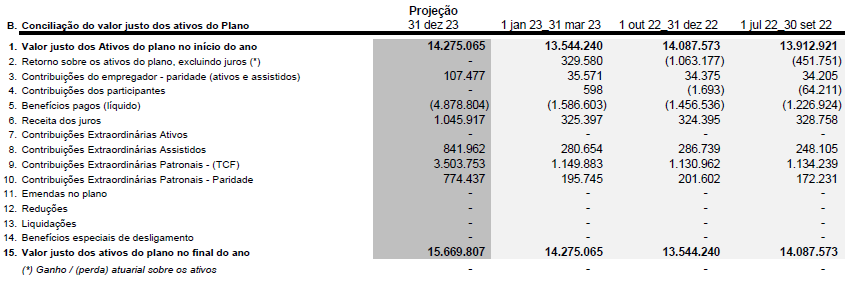 Projeção
B. Conciliação do valor justo dos ativos do Plano 31 dez 23 1 jan 23_31 mar 23 1 out 22_31 dez 22 1 jul 22_30 set 22
1. Valor justo dos Ativos do plano no início do ano 14.275.065 13.544.240 14.087.573 13.912.921
2. Retorno sobre os ativos do plano, excluindo juros (*) - 329.580 (1.063.177) (451.751)
3. Contribuições do empregador - paridade (ativos e assistidos) 107.477 35.571 34.375 34.205
4. Contribuições dos participantes - 598 (1.693) (64.211)
5. Benefícios pagos (líquido) (4.878.804) (1.586.603) (1.456.536) (1.226.924)
6. Receita dos juros 1.045.917 325.397 324.395 328.758
7. Contribuições Extraordinárias Ativos - - -
8. Contribuições Extraordinárias Assistidos 841.962 280.654 286.739 248.105
9. Contribuições Extraordinárias Patronais - (TCF) 3.503.753 1.149.883 1.130.962 1.134.239
10. Contribuições Extraordinárias Patronais - Paridade 774.437 195.745 201.602 172.231
11. Emendas no plano - - - -
12. Reduções - - - -
13. Liquidações - - - -
14. Benefícios especiais de desligamento - - - -
15. Valor justo dos ativos do plano no final do ano 15.669.807 14.275.065 13.544.240 14.087.573
(*) Ganho / (perda) atuarial sobre os ativos - - - -